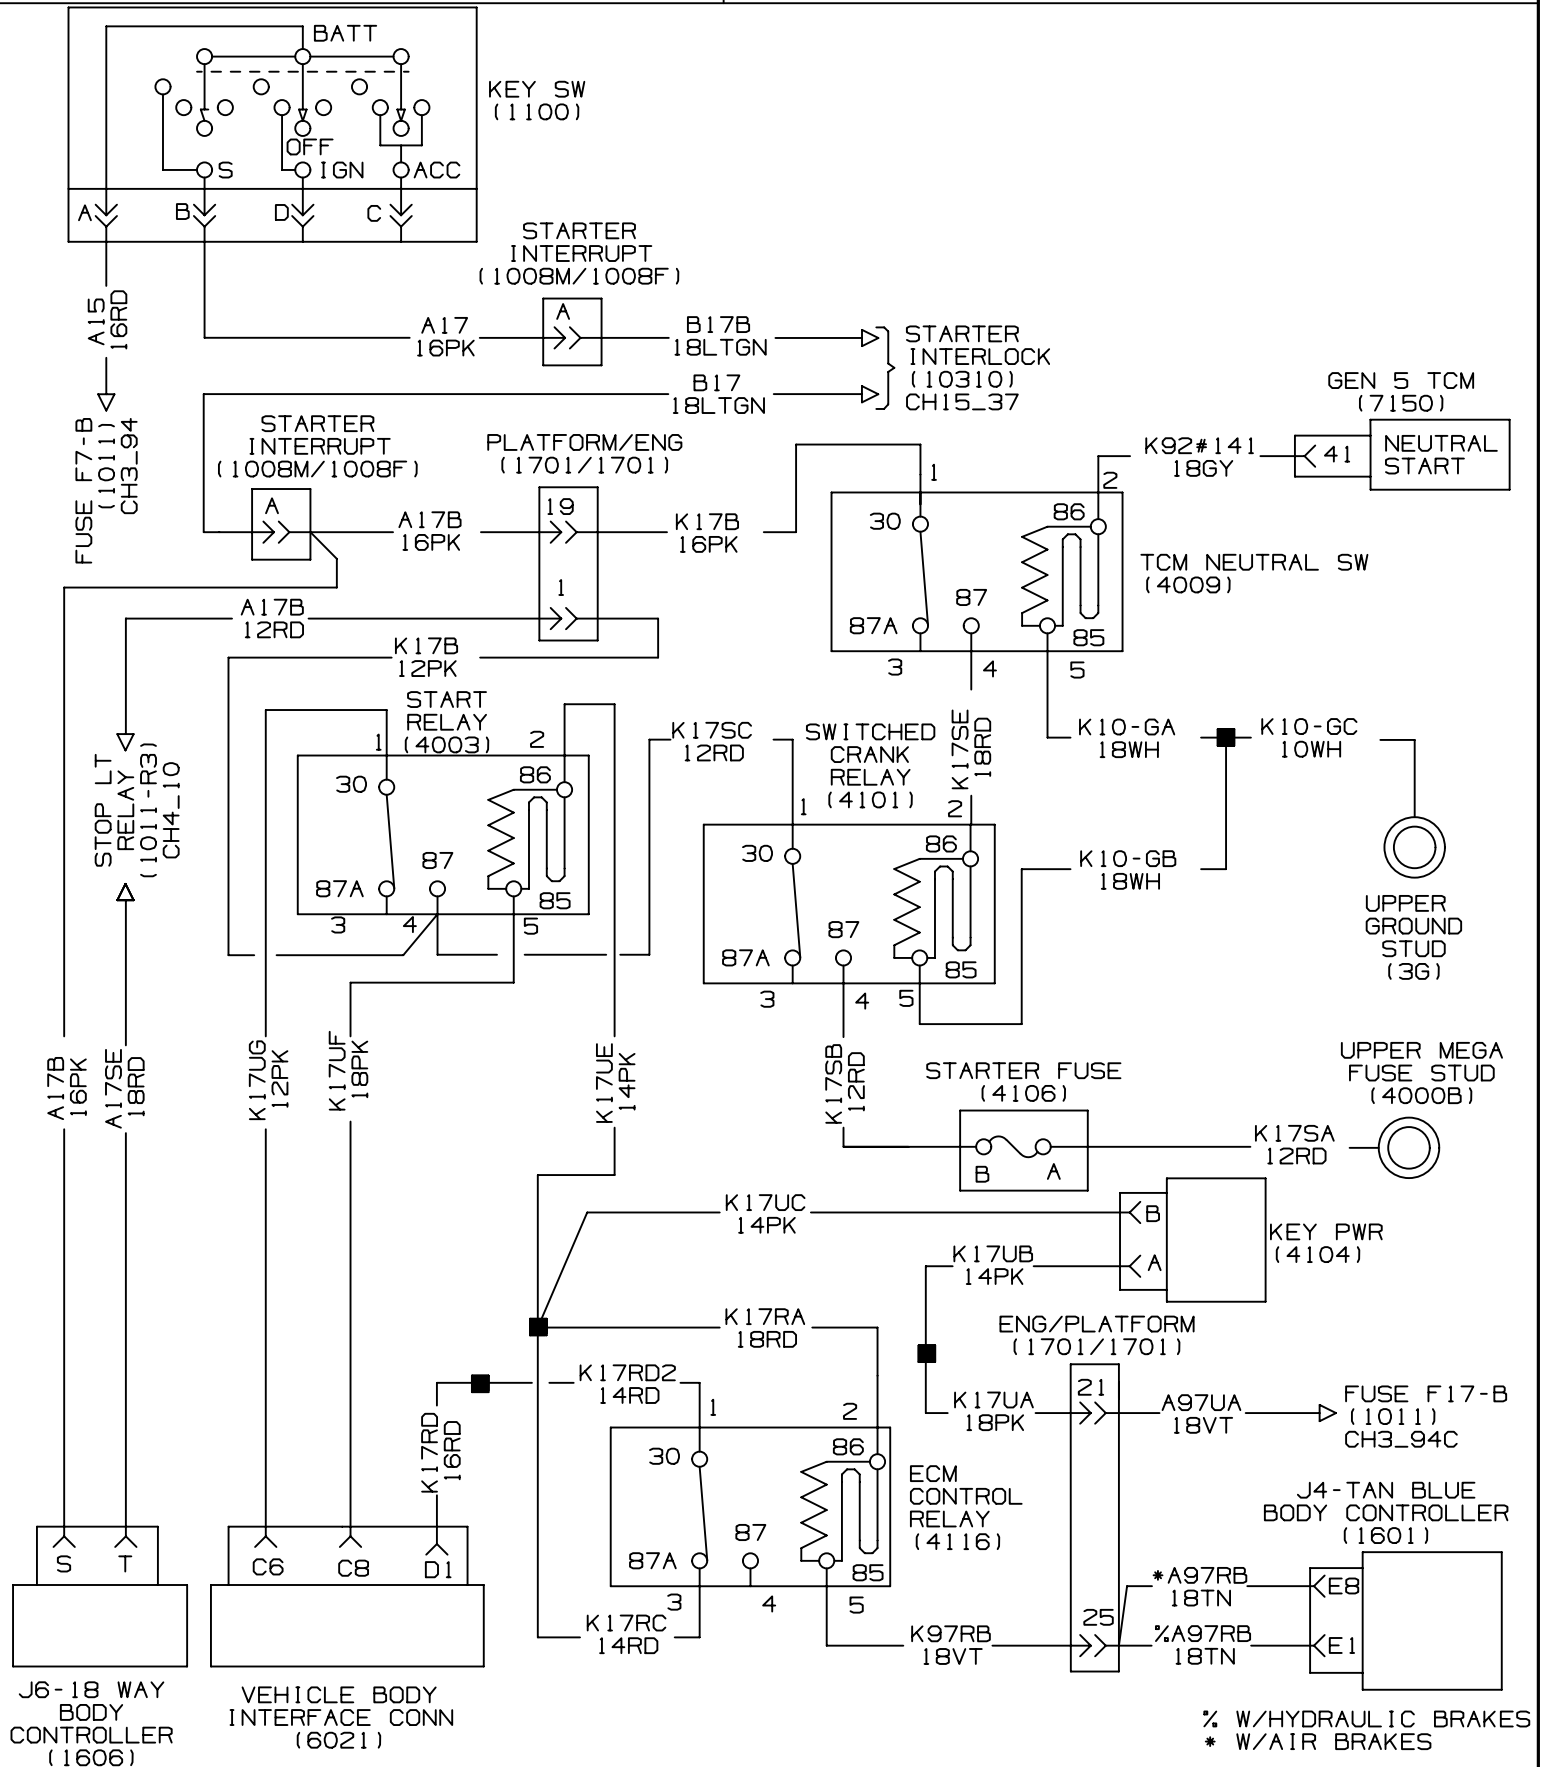 BATT
KEY SW
(1100)
OFF
S
IGN
ACC
A
B
D
C
STARTER
INTERRUPT
(1008M/1008F)
A15
16RD
FUSE F7-B
(1011)
CH3_94
A17
16PK
A
B17B
18LTGN
B17
18LTGN
STARTER
INTERLOCK
(10310)
CH15_37
GEN 5 TCM
(7150)
STARTER
INTERRUPT
(1008M/1008F)
PLATFORM/ENG
(1701/1701)
K92#141
18GY
41
NEUTRAL
START
A
A17B
16PK
19
K17B
16PK
1
2
30
86
TCM NEUTRAL SW
(4009)
87A
87
85
3
4
5
A17B
12RD
1
K17B
12PK
START
RELAY
(4003)
1
2
30
86
87A
87
85
3
4
5
STOP LT
RELAY
(1011-R3)
CH4_10
K17SC
12RD
SWITCHED
CRANK
RELAY
(4101)
K17SE
18RD
K10-GA
18WH
K10-GC
10WH
1
2
30
86
87A
87
85
3
4
5
K10-GB
18WH
UPPER
GROUND
STUD
(3G)
A17B
16PK
A17SE
18RD
K17UG
12PK
K17UF
18PK
K17UE
14PK
K17SB
12RD
STARTER FUSE
(4106)
B
A
UPPER MEGA
FUSE STUD
(4000B)
K17SA
12RD
K17UC
14PK
B
A
KEY PWR
(4104)
K17UB
14PK
K17RA
18RD
ENG/PLATFORM
(1701/1701)
K17RD2
14RD
K17RD
16RD
K17UA
18PK
21
A97UA
18VT
FUSE F17-B
(1011)
CH3_94C
1
2
30
86
ECM
CONTROL
RELAY
(4116)
87A
87
85
3
4
5
J4-TAN BLUE
BODY CONTROLLER
(1601)
S
T
C6
C8
D1
K17RC
14RD
K97RB
18VT
25
*A97RB
18TN
E8
%A97RB
18TN
E1
J6-18 WAY
BODY
CONTROLLER
(1606)
VEHICLE BODY
INTERFACE CONN
(6021)
% W/HYDRAULIC BRAKES
* W/AIR BRAKES